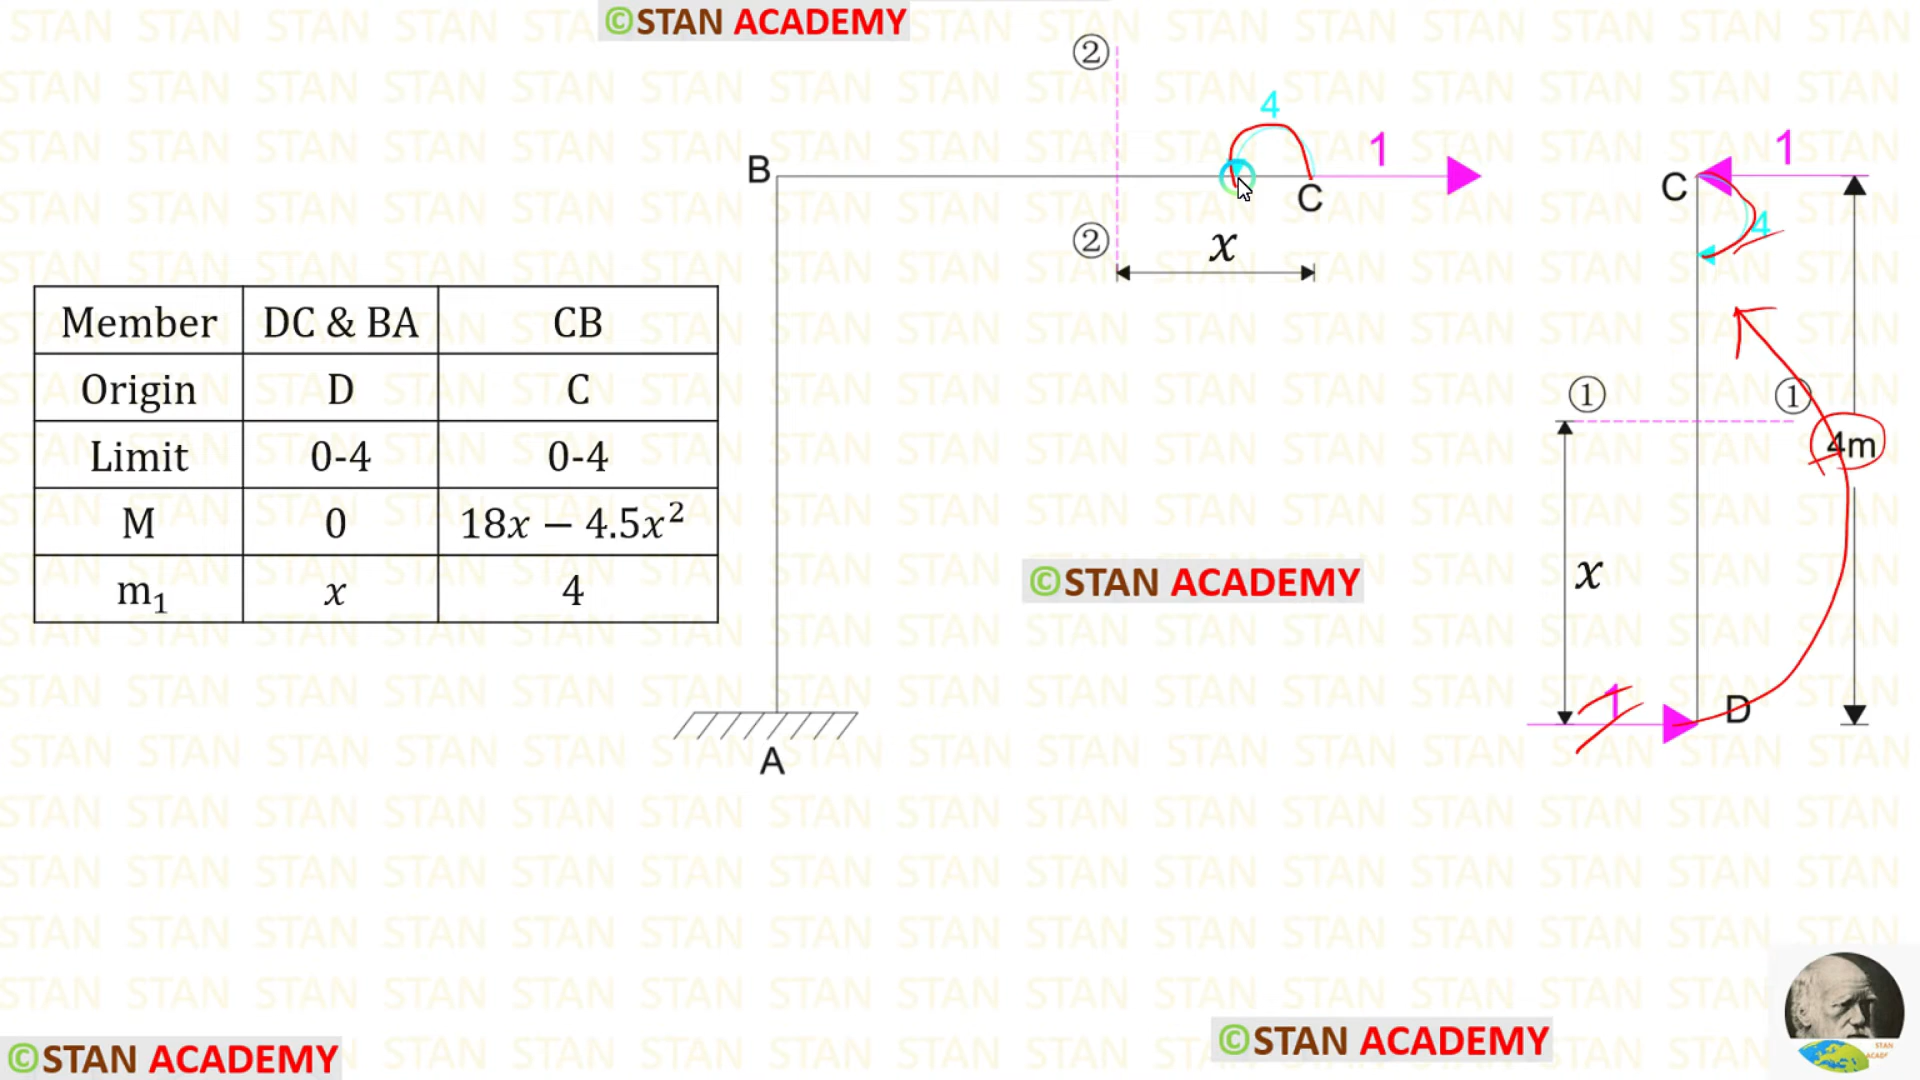 ©STAN ACADEMY
②
4
1
1
B
C
C
②
x
4
Member DC & BA CB
Origin D C
Limit 0-4 0-4
M 0 18x − 4.5x²
m₁ x 4
①
①
4m
x
©STAN ACADEMY
1
D
A
©STAN ACADEMY
©STAN ACADEMY
STAN